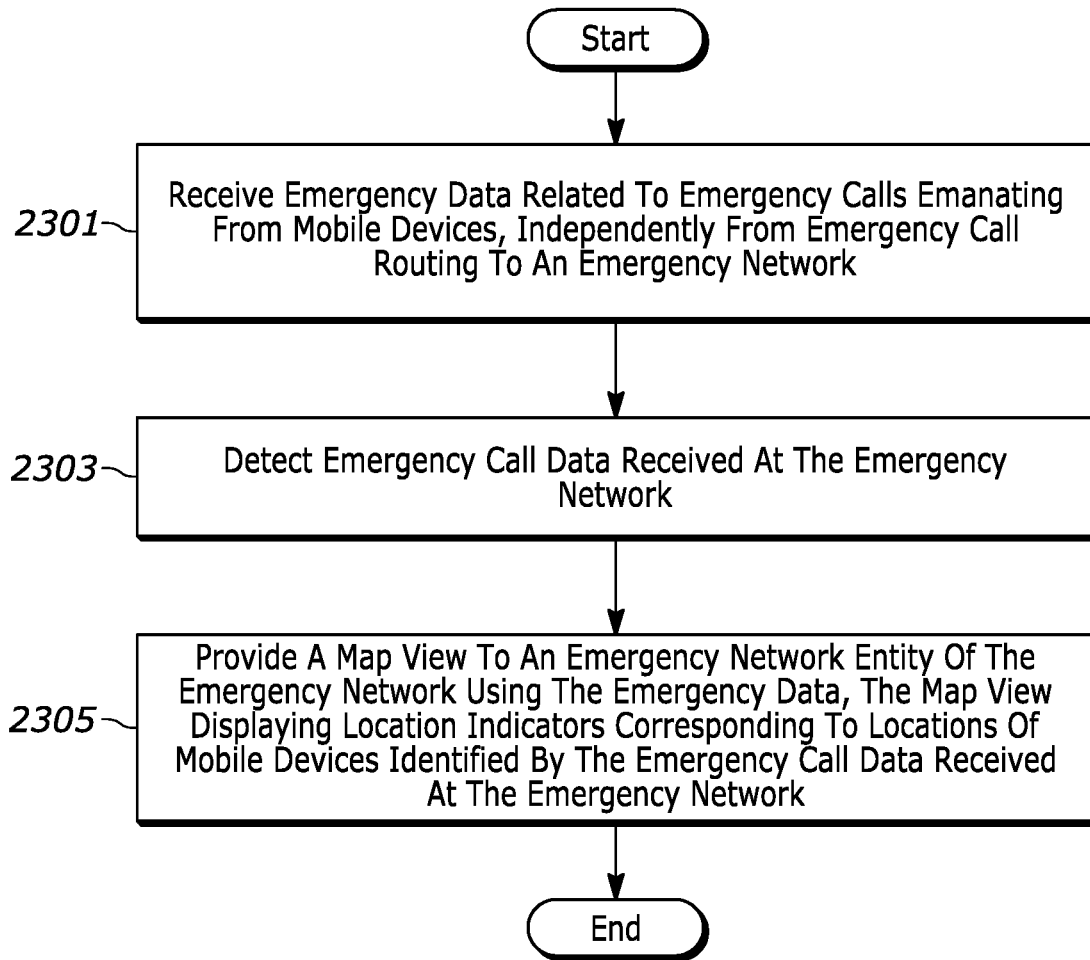 Start
2301
Receive Emergency Data Related To Emergency Calls Emanating
From Mobile Devices, Independently From Emergency Call
Routing To An Emergency Network
2303
Detect Emergency Call Data Received At The Emergency
Network
2305
Provide A Map View To An Emergency Network Entity Of The
Emergency Network Using The Emergency Data, The Map View
Displaying Location Indicators Corresponding To Locations Of
Mobile Devices Identified By The Emergency Call Data Received
At The Emergency Network
End